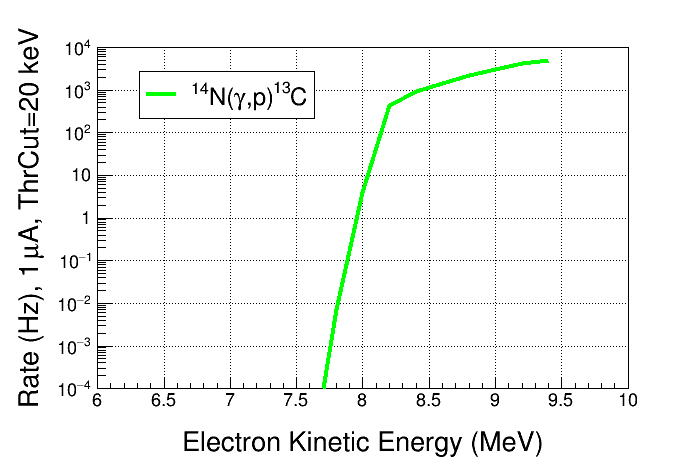 Rate (Hz), 1 μA, ThrCut=20 keV
10⁴
10³
10²
10
1
10⁻¹
10⁻²
10⁻³
10⁻⁴
¹⁴N(γ,p)¹³C
6 6.5 7 7.5 8 8.5 9 9.5 10
Electron Kinetic Energy (MeV)